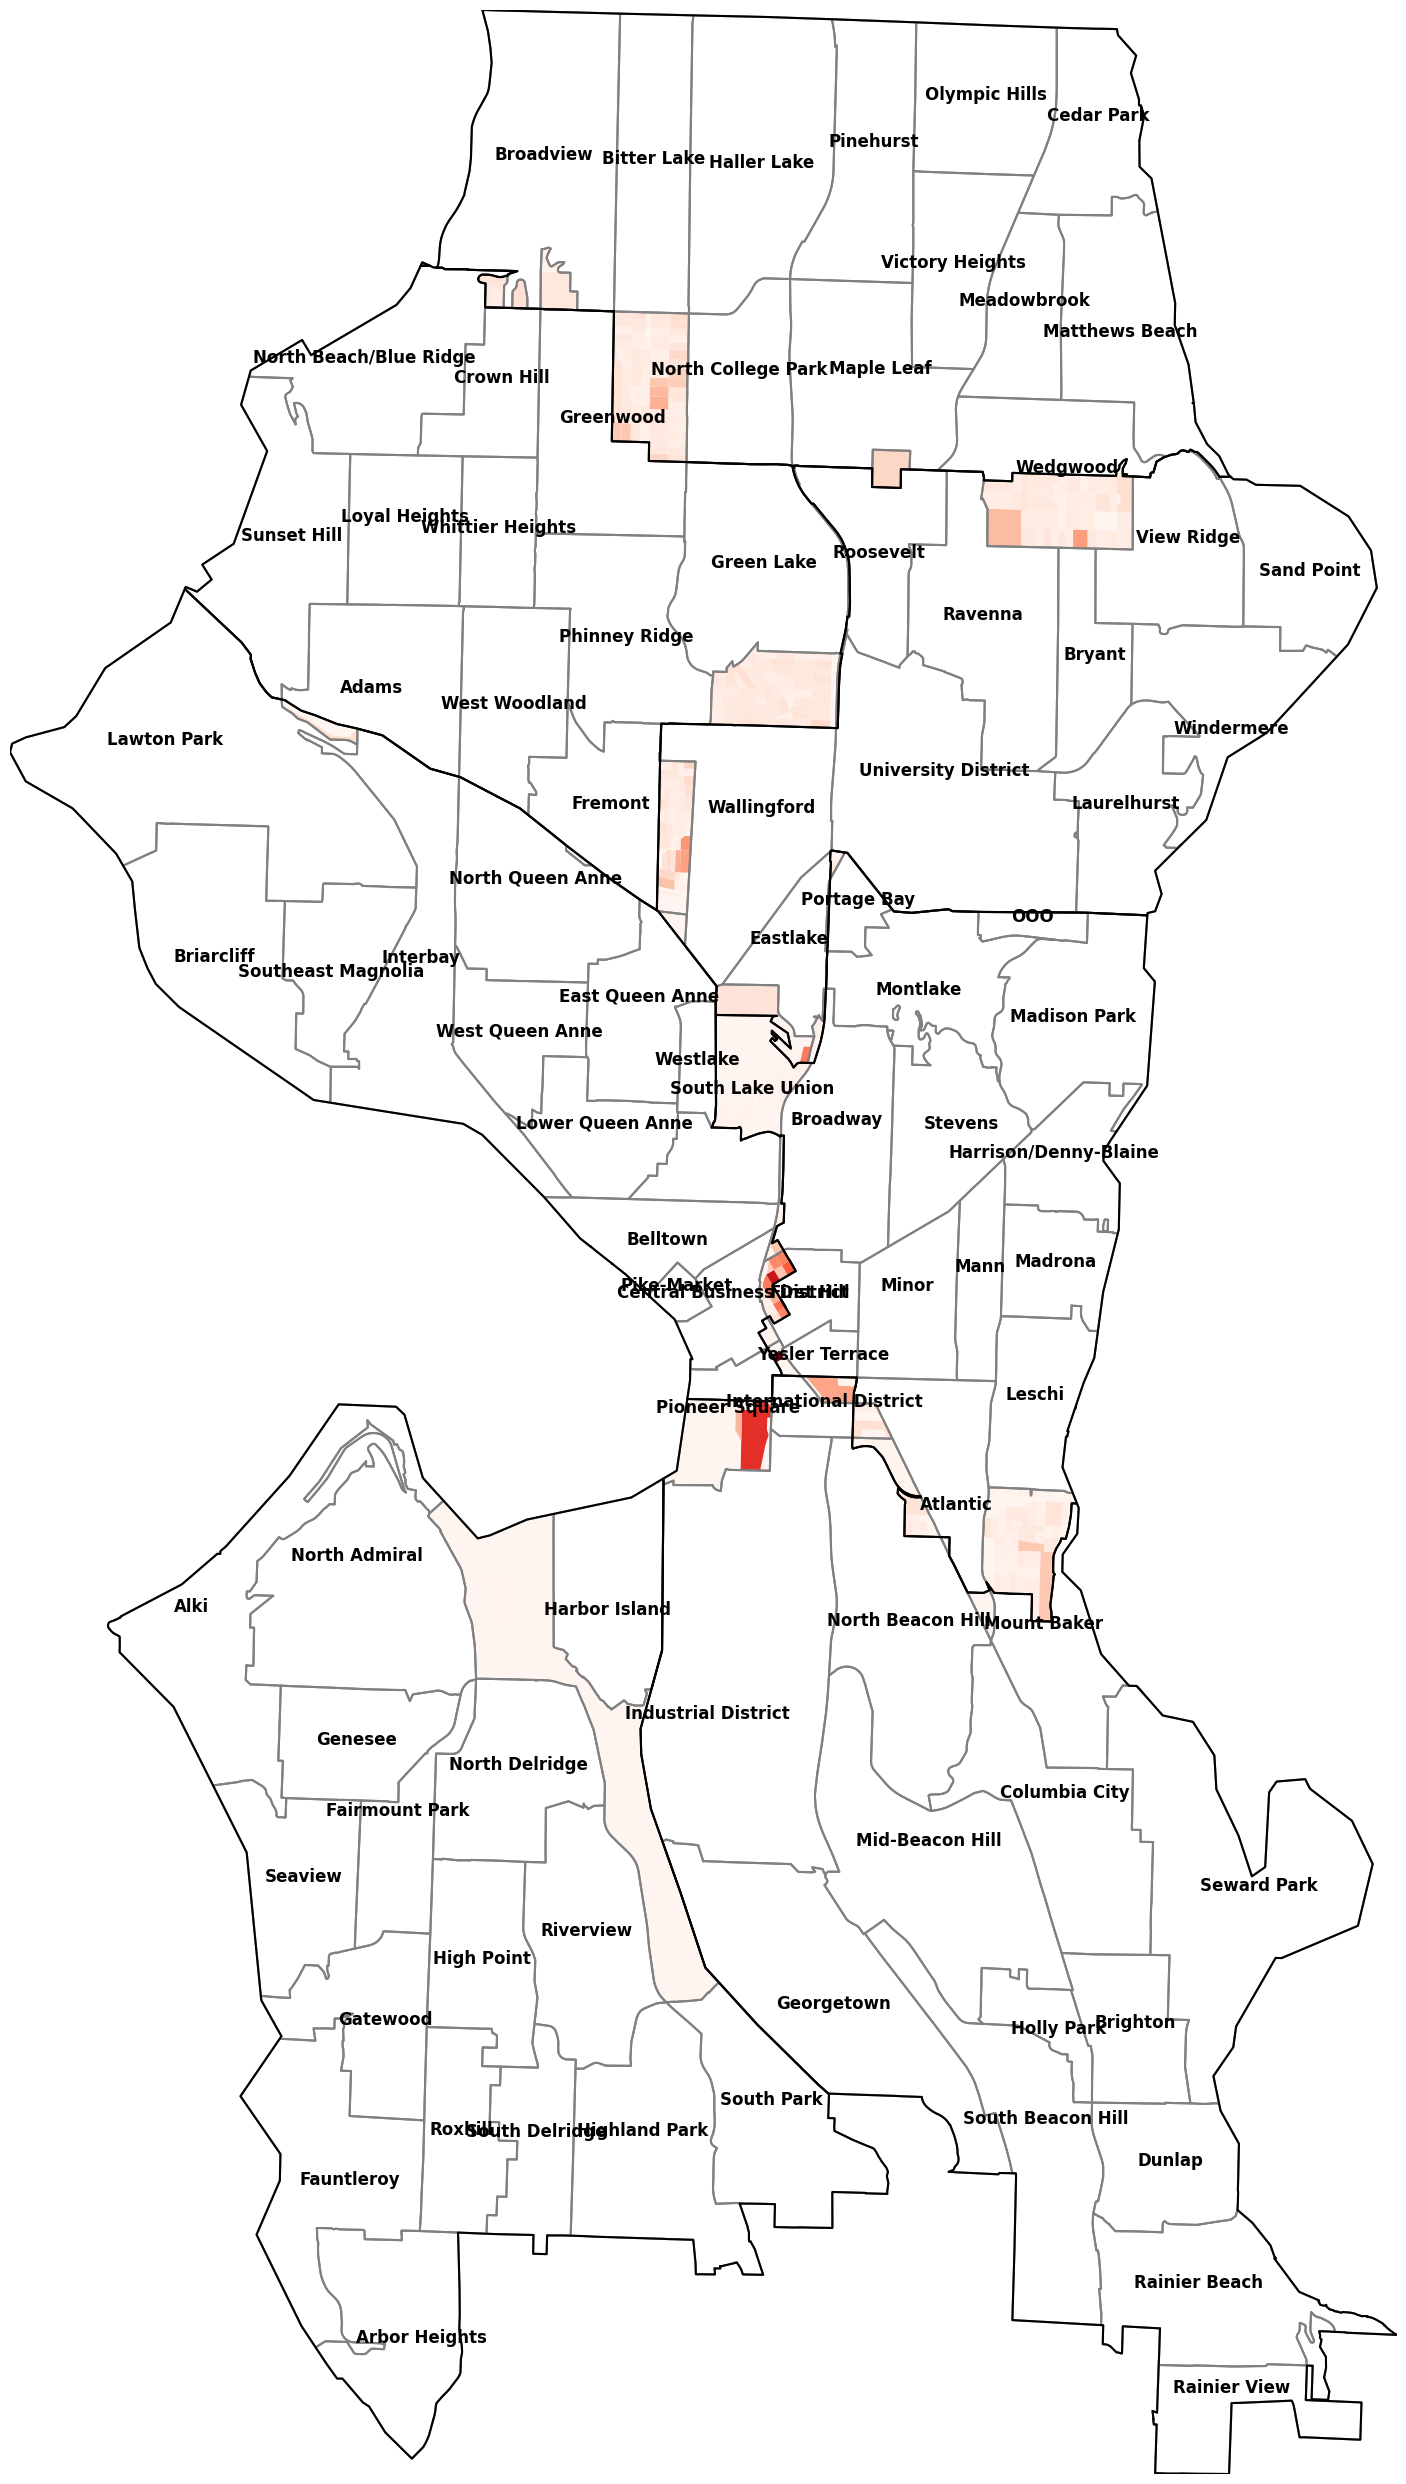 Olympic Hills
Cedar Park
Pinehurst
Broadview
Bitter Lake
Haller Lake
Victory Heights
Meadowbrook
Matthews Beach
North Beach/Blue Ridge
Crown Hill
North College Park
Maple Leaf
Greenwood
Wedgwood
Loyal Heights
Whittier Heights
Sunset Hill
View Ridge
Roosevelt
Green Lake
Sand Point
Ravenna
Phinney Ridge
Bryant
Adams
West Woodland
Windermere
Lawton Park
University District
Fremont
Wallingford
Laurelhurst
North Queen Anne
Portage Bay
OOO
Eastlake
Briarcliff
Interbay
Southeast Magnolia
Montlake
East Queen Anne
Madison Park
West Queen Anne
Westlake
South Lake Union
Broadway
Lower Queen Anne
Stevens
Harrison/Denny-Blaine
Belltown
Madrona
Mann
Pike-Market
Minor
Central Business District
First Hill
Yesler Terrace
Leschi
International District
Pioneer Square
Atlantic
North Admiral
Alki
Harbor Island
North Beacon Hill
Mount Baker
Industrial District
Genesee
North Delridge
Columbia City
Fairmount Park
Mid-Beacon Hill
Seaview
Seward Park
Riverview
High Point
Georgetown
Gatewood
Holly Park
Brighton
South Park
South Beacon Hill
Roxhill
South Delridge
Highland Park
Dunlap
Fauntleroy
Rainier Beach
Arbor Heights
Rainier View